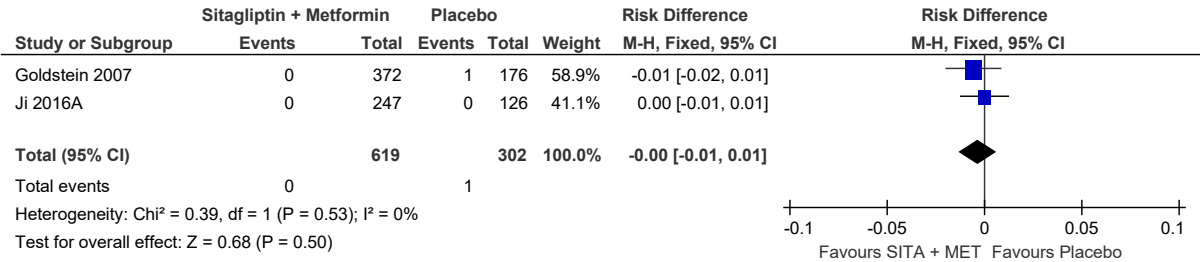 Sitagliptin + Metformin Placebo Risk Difference Risk Difference
Study or Subgroup Events Total Events Total Weight M-H, Fixed, 95% CI M-H, Fixed, 95% CI
Goldstein 2007 0 372 1 176 58.9% -0.01 [-0.02, 0.01]
Ji 2016A 0 247 0 126 41.1% 0.00 [-0.01, 0.01]
Total (95% CI) 619 302 100.0% -0.00 [-0.01, 0.01]
Total events 0 1
Heterogeneity: Chi² = 0.39, df = 1 (P = 0.53); I² = 0%
Test for overall effect: Z = 0.68 (P = 0.50)
-0.1 -0.05 0 0.05 0.1
Favours SITA + MET Favours Placebo